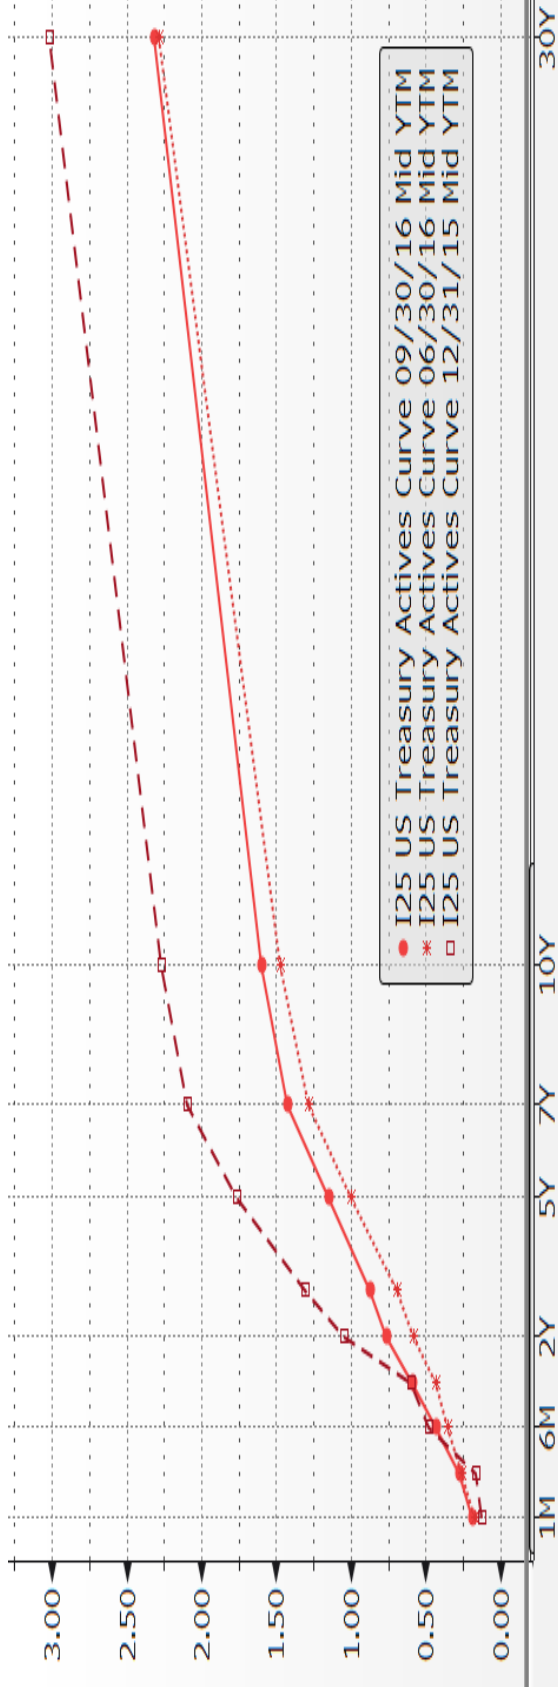 3.00
2.50
2.00
1.50
1.00
0.50
0.00
I25 US Treasury Actives Curve 09/30/16 Mid YTM
I25 US Treasury Actives Curve 06/30/16 Mid YTM
I25 US Treasury Actives Curve 12/31/15 Mid YTM
1M 6M 2Y 5Y 7Y 10Y 30Y